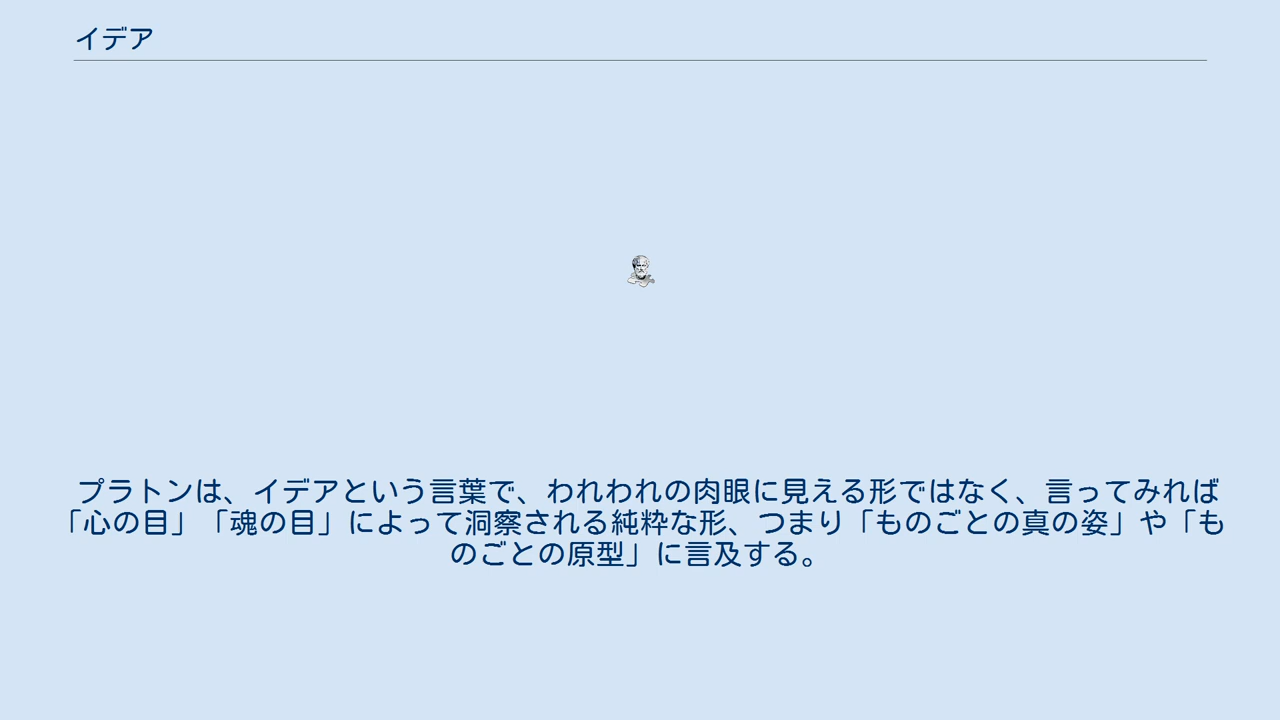 イデア
プラトンは、イデアという言葉で、われわれの肉眼に見える形ではなく、言ってみれば
「心の目」「魂の目」によって洞察される純粋な形、つまり「ものごとの真の姿」や「も
のごとの原型」に言及する。